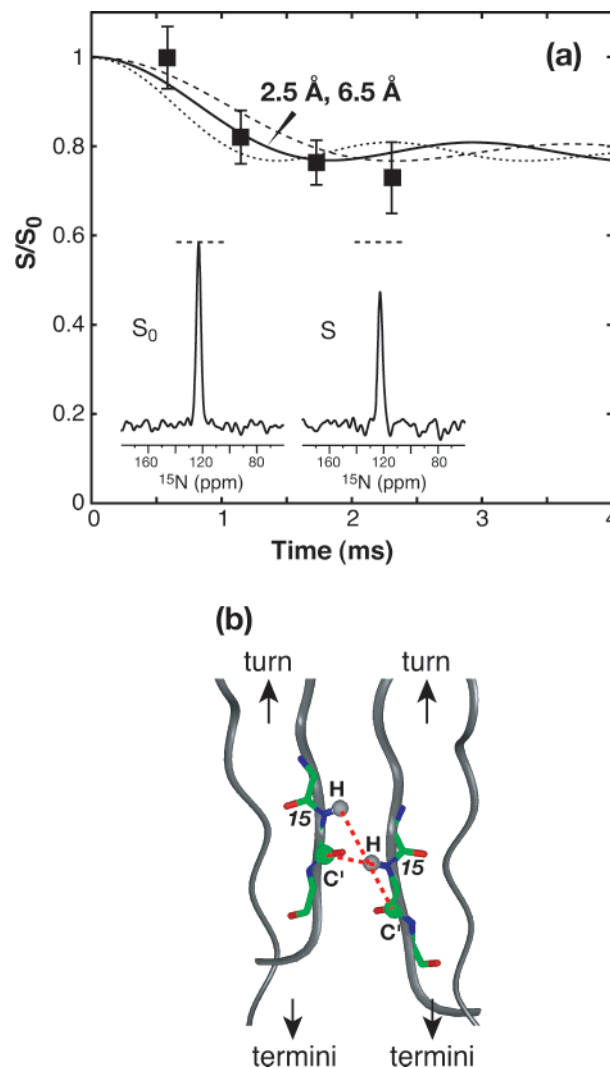 (a)
1
0.8
0.6
0.4
0.2
0
S/S0
2.5 Å, 6.5 Å
S0
S
160 120 80
160 120 80
15N (ppm)
15N (ppm)
0 1 2 3 4
Time (ms)
(b)
turn turn
H
15
H
15
C'
C'
termini termini